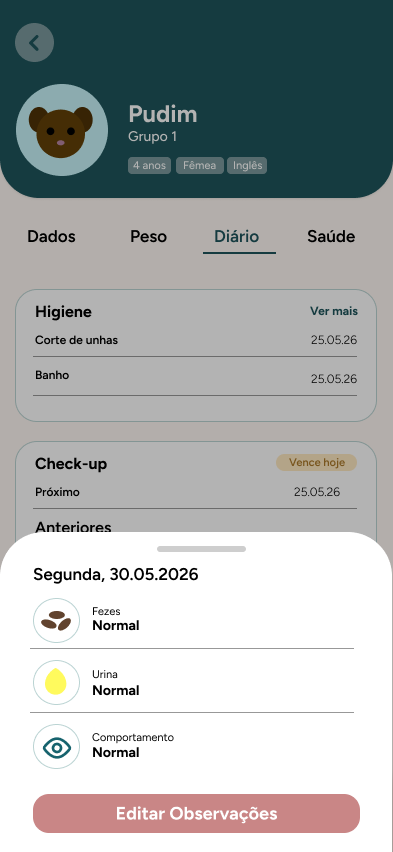 Pudim
Grupo 1
4 anos Fêmea Inglês
Dados Peso Diário Saúde
Higiene Ver mais
Corte de unhas 25.05.26
Banho 25.05.26
Check-up Vence hoje
Próximo 25.05.26
Anteriores
Segunda, 30.05.2026
Fezes
Normal
Urina
Normal
Comportamento
Normal
Editar Observações